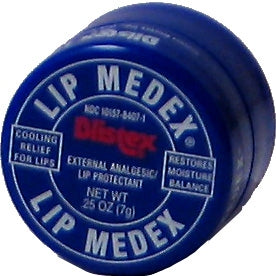 LIP MEDEX®
NDC 10157-8407-1
Blistex
COOLING
RELIEF
FOR LIPS
EXTERNAL ANALGESIC/
LIP PROTECTANT
RESTORES
MOISTURE
BALANCE
NET WT
.25 OZ (7g)
LIP MEDEX